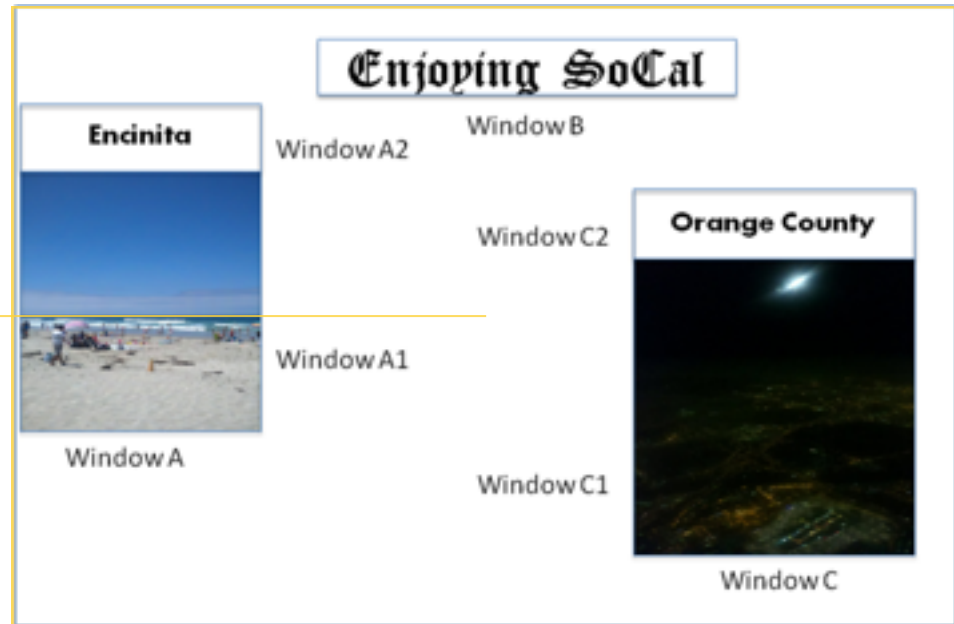 Enjoying SoCal
Window B
Encinita
Window A2
Window C2
Orange County
Window A1
Window A
Window C1
Window C